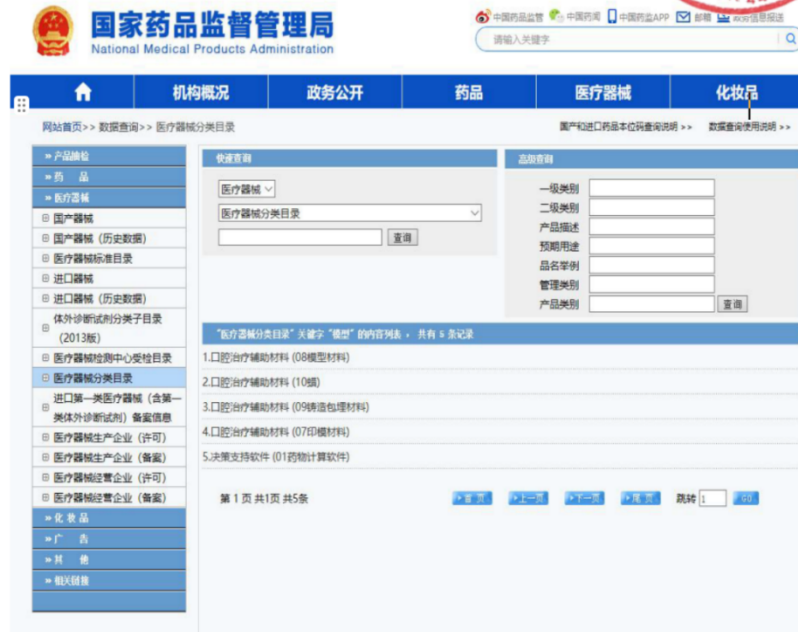 国家药品监督管理局
National Medical Products Administration
中国药品监管 中国药闻 中国药监APP 邮箱 政务信息报送
请输入关键字
机构概况 政务公开 药品 医疗器械 化妆品
网站首页>> 数据查询>> 医疗器械分类目录
国产和进口药品本位码查询说明 >> 数据查询使用说明 >>
产品抽检
药 品
医疗器械
国产器械
国产器械（历史数据）
医疗器械标准目录
进口器械
进口器械（历史数据）
体外诊断试剂分类子目录
（2013版）
医疗器械检测中心受检目录
医疗器械分类目录
进口第一类医疗器械（含第一
类体外诊断试剂）备案信息
医疗器械生产企业（许可）
医疗器械生产企业（备案）
医疗器械经营企业（许可）
医疗器械经营企业（备案）
化 妆 品
广 告
其 他
相关链接
快速查询
医疗器械
医疗器械分类目录
查询
高级查询
一级类别
二级类别
产品描述
预期用途
品名举例
管理类别
产品类别
查询
"医疗器械分类目录" 关键字 "模型" 的内容列表， 共有 5 条记录
1.口腔治疗辅助材料 (08模型材料)
2.口腔治疗辅助材料 (10蜡)
3.口腔治疗辅助材料 (09铸造包埋材料)
4.口腔治疗辅助材料 (07印模材料)
5.决策支持软件 (01药物计算软件)
第 1 页 共1页 共5条
首 页 上一页 下一页 尾 页 跳转 1 GO